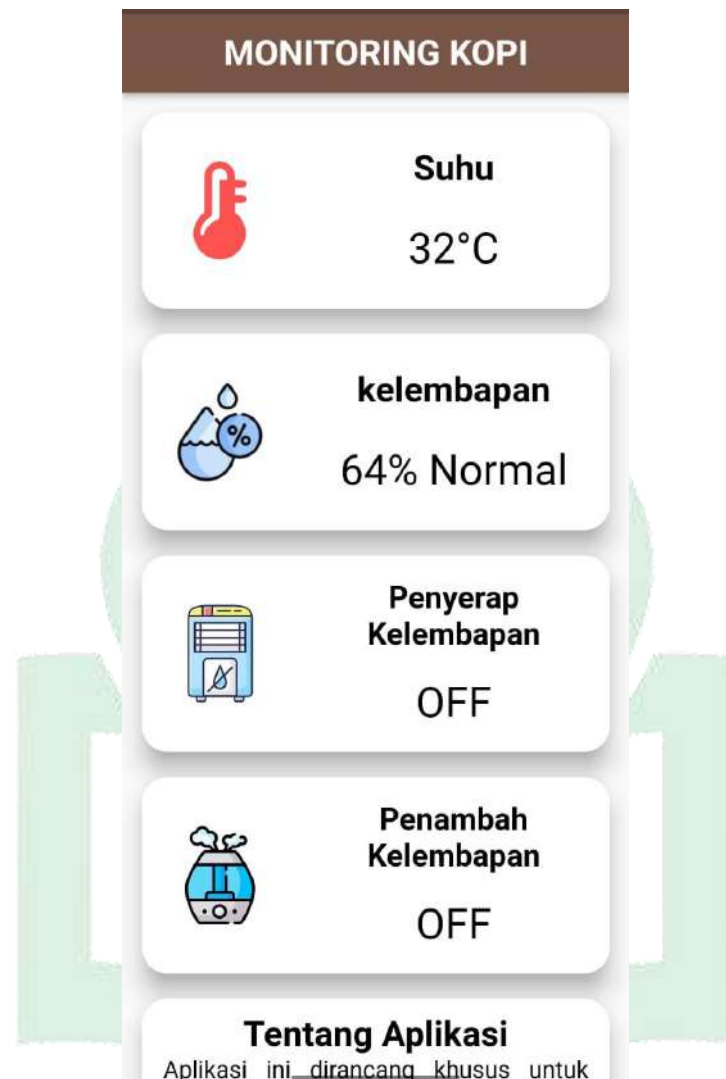 MONITORING KOPI
Suhu
32°C
kelembapan
%
64% Normal
Penyerap
Kelembapan
OFF
Penambah
Kelembapan
OFF
Tentang Aplikasi
Aplikasi ini dirancang khusus untuk